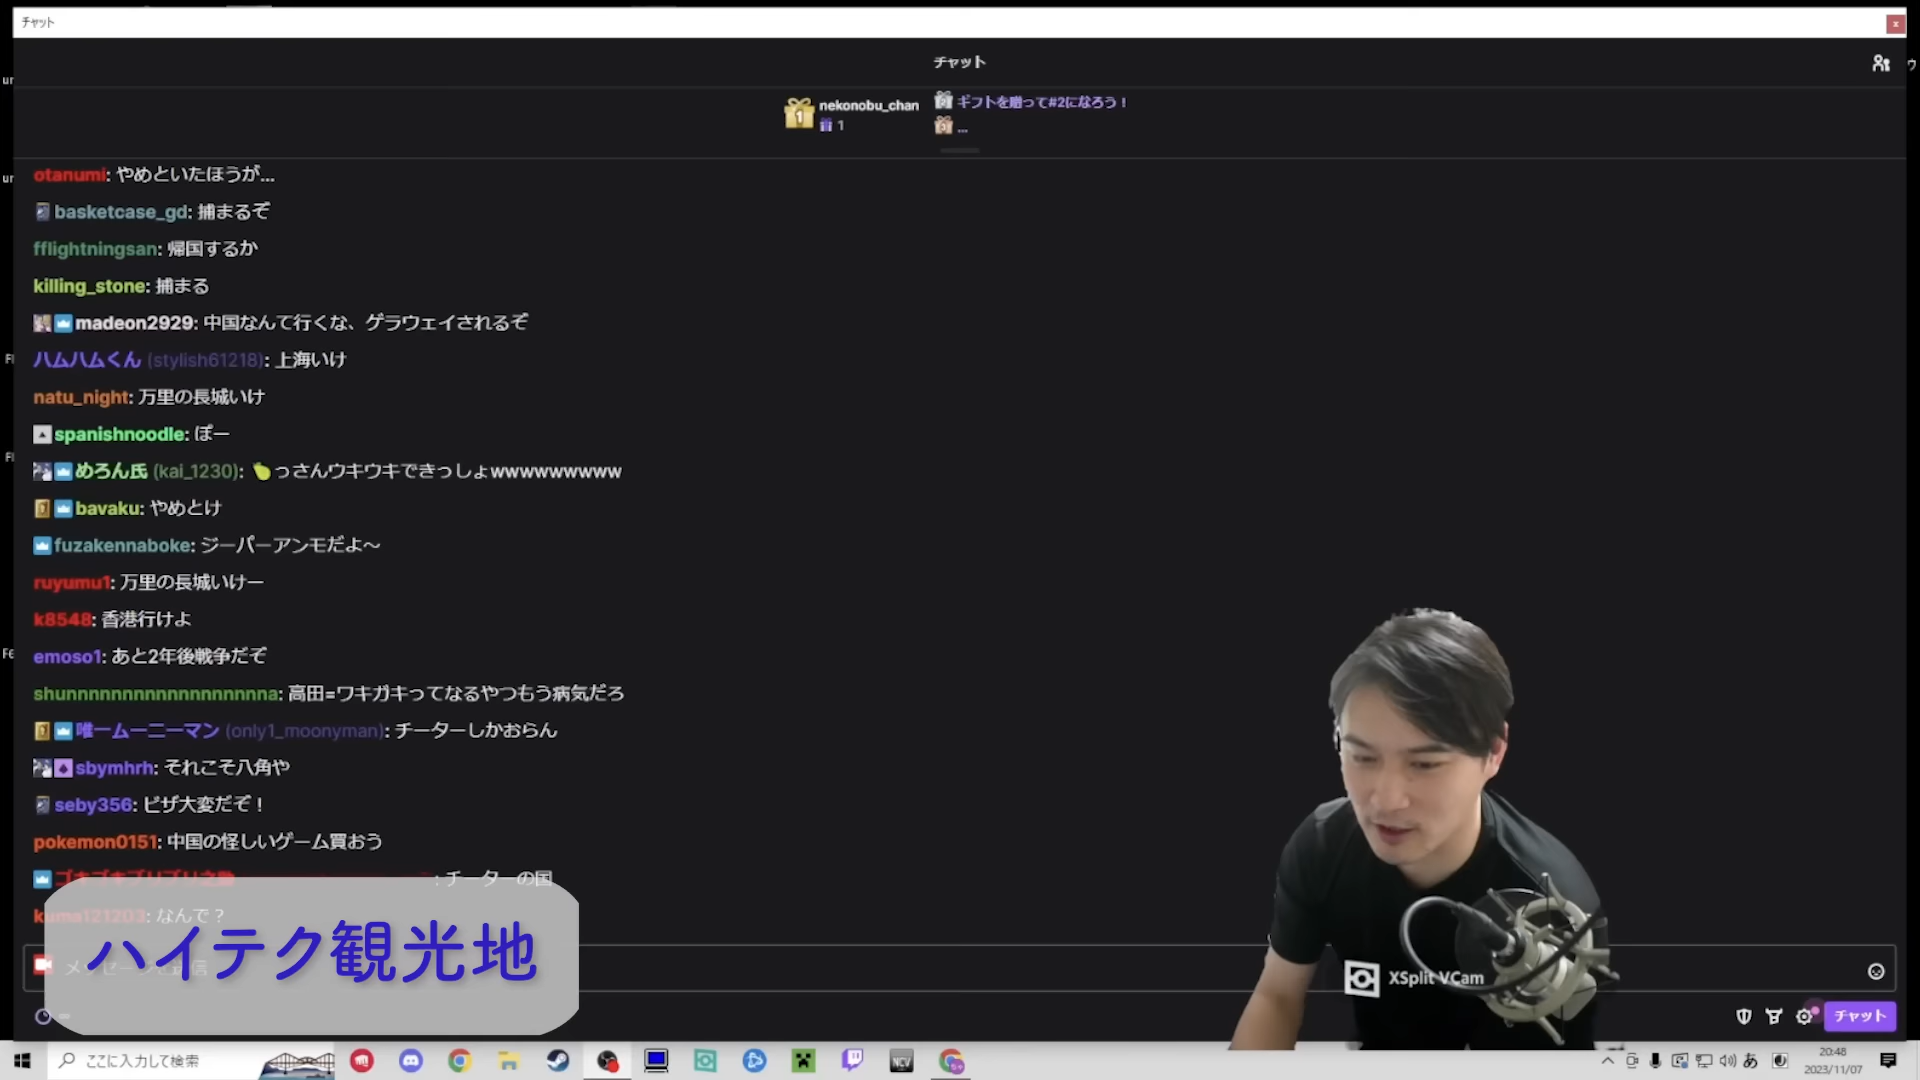 チャット
チャット
nekonobu_chan
1
ギフトを贈って#2になろう！
...
otanumi: やめといたほうが...
basketcase_gd: 捕まるぞ
fflightningsan: 帰国するか
killing_stone: 捕まる
madeon2929: 中国なんて行くな、ゲラウェイされるぞ
ハムハムくん (stylish61218): 上海いけ
natu_night: 万里の長城いけ
spanishnoodle: ぽー
めろん氏 (kai_1230): 🍐っさんウキウキできっしょwwwwwwwww
bavaku: やめとけ
fuzakennaboke: ジーパーアンモだよ～
ruyumu1: 万里の長城いけー
k8548: 香港行けよ
emoso1: あと2年後戦争だぞ
shunnnnnnnnnnnnnnnnnna: 高田=ワキガキってなるやつもう病気だろ
唯一ムーニーマン (only1_moonyman): チーターしかおらん
sbymhrh: それこそ八角や
seby356: ビザ大変だぞ！
pokemon0151: 中国の怪しいゲーム買おう
: チーターの国
kuma121203: なんで？
ハイテク観光地
XSplit VCam
チャット
ここに入力して検索
NCV
あ
20:48
2023/11/07